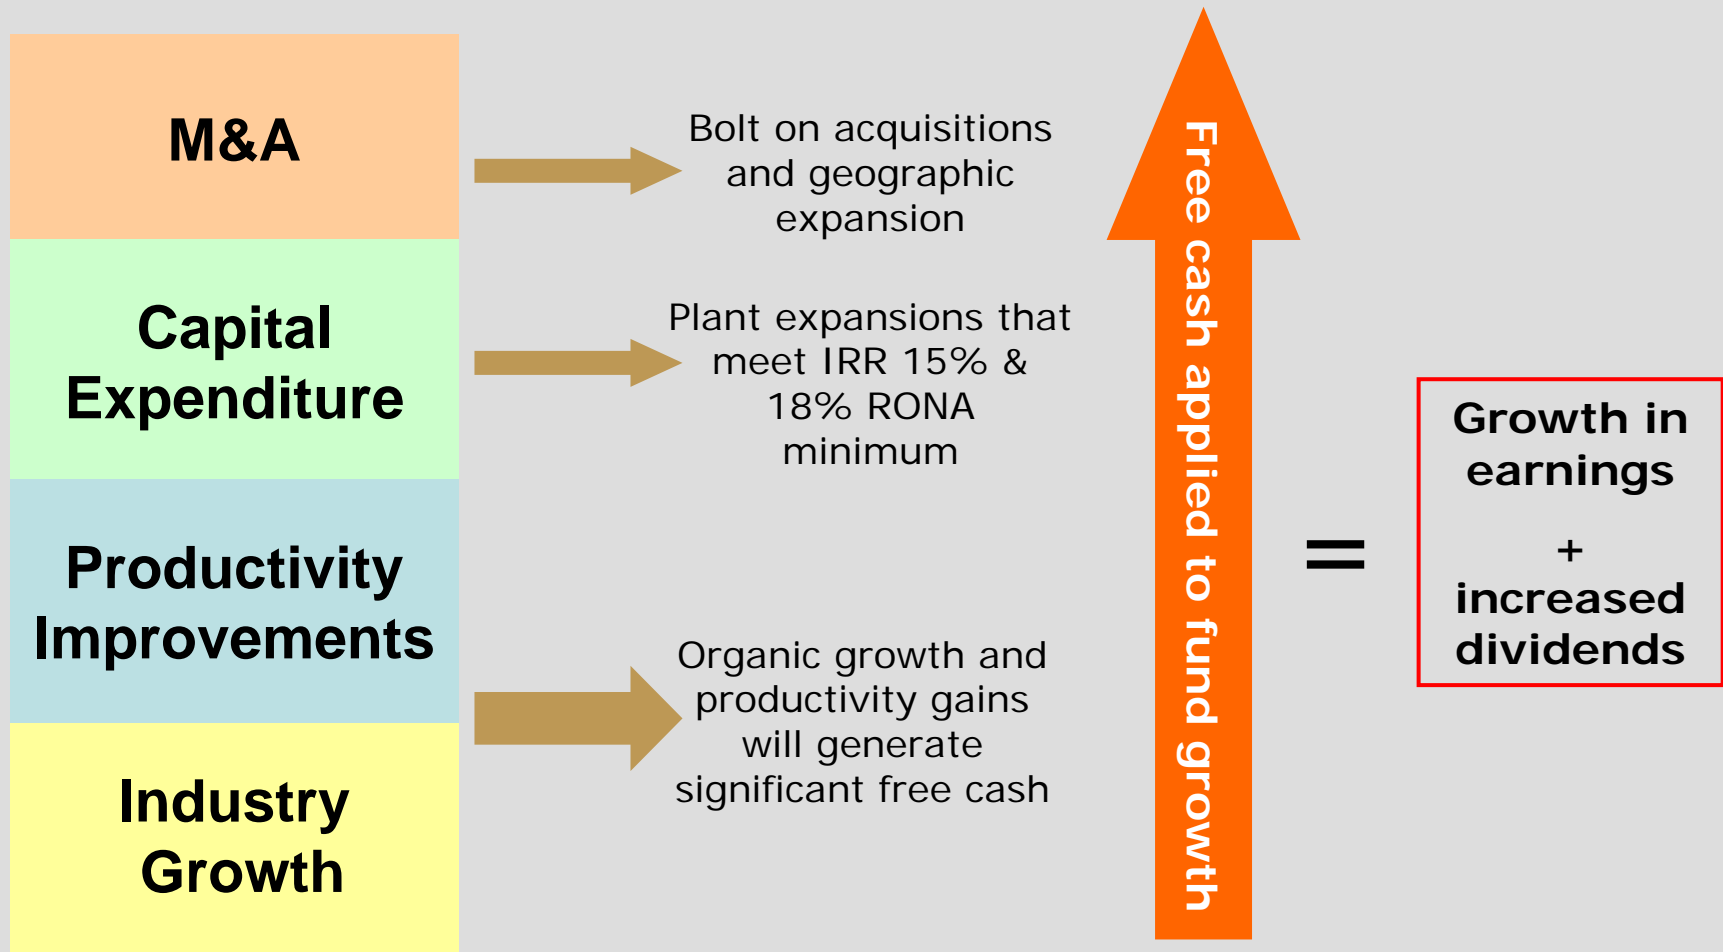 M&A
Bolt on acquisitions
and geographic
expansion
Capital
Expenditure
Plant expansions that
meet IRR 15% &
18% RONA
minimum
Productivity
Improvements
Industry
Growth
Organic growth and
productivity gains
will generate
significant free cash
Free cash applied to fund growth
=
Growth in
earnings
+
increased
dividends